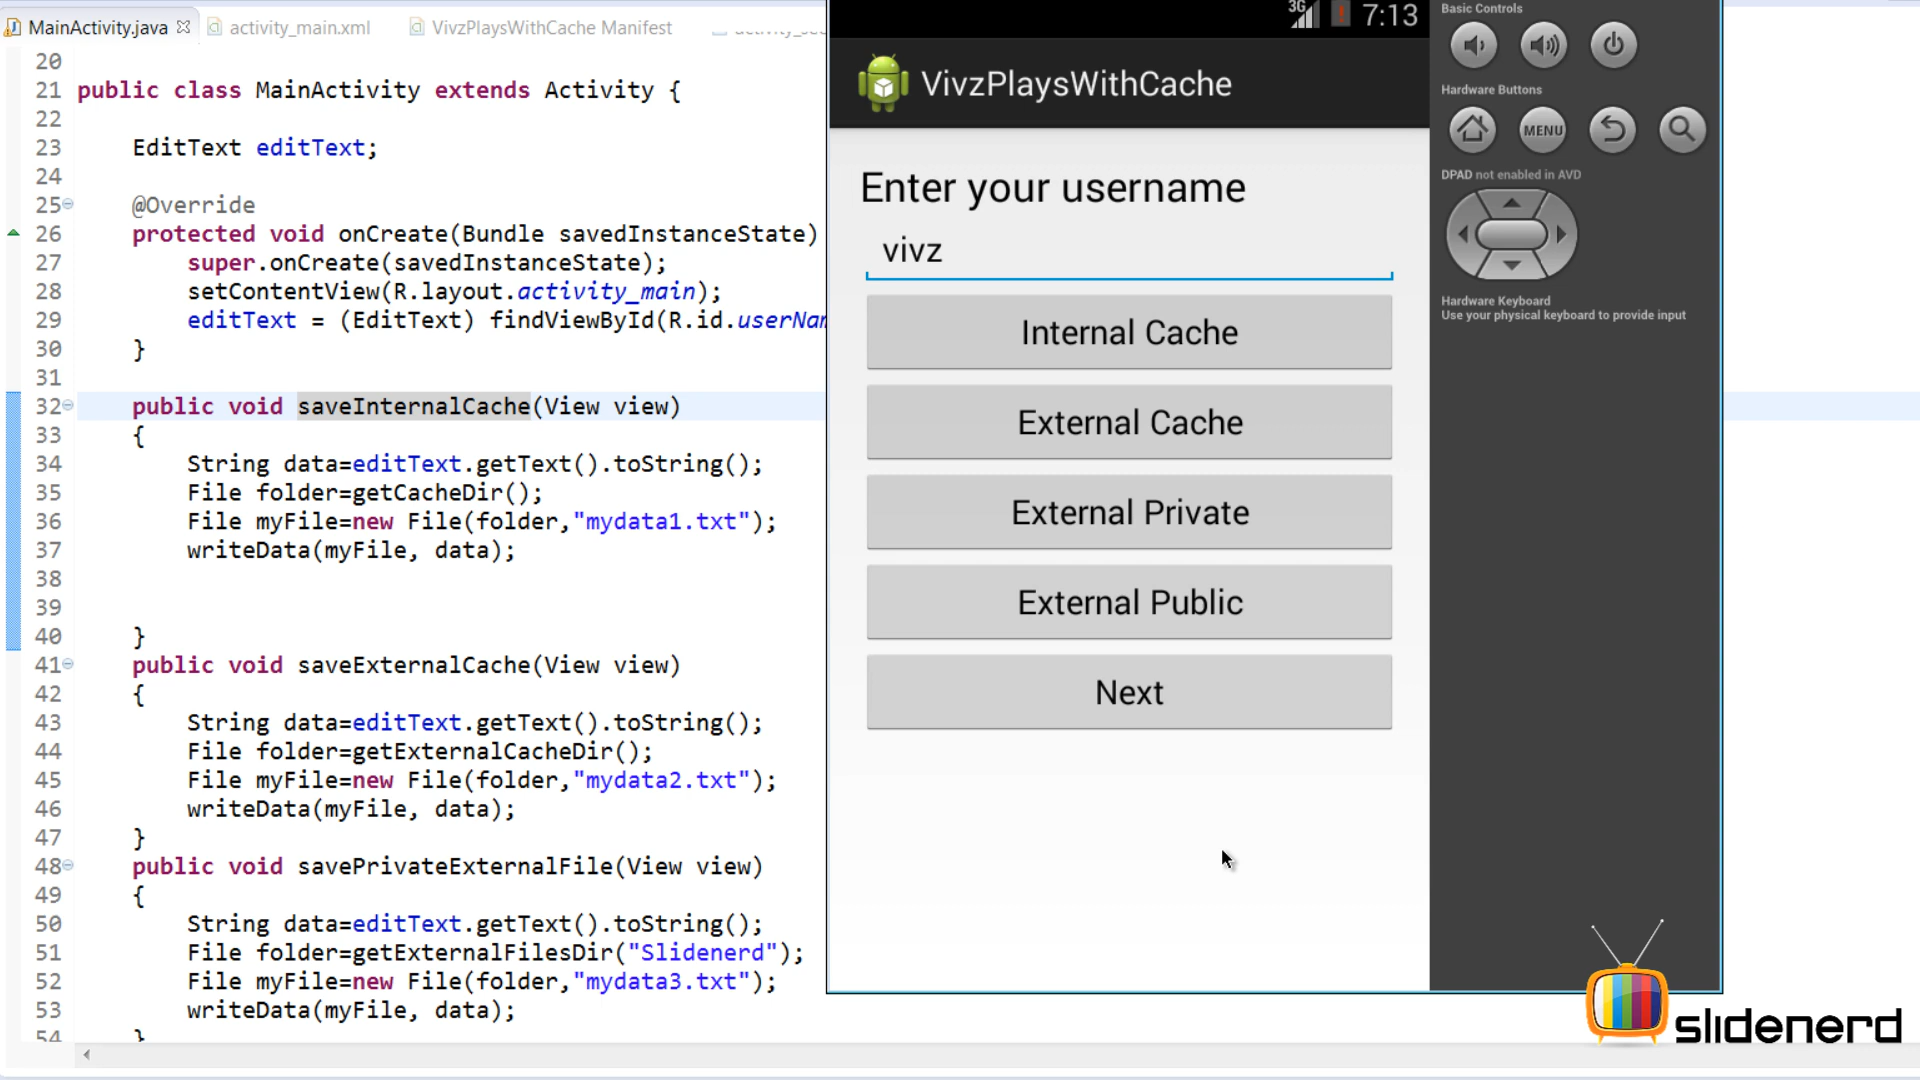 MainActivity.java
activity_main.xml
VivzPlaysWithCache Manifest
20
21 public class MainActivity extends Activity {
22
23 EditText editText;
24
25 @Override
26 protected void onCreate(Bundle savedInstanceState)
27 super.onCreate(savedInstanceState);
28 setContentView(R.layout.activity_main);
29 editText = (EditText) findViewById(R.id.userNam
30 }
31
32 public void saveInternalCache(View view)
33 {
34 String data=editText.getText().toString();
35 File folder=getCacheDir();
36 File myFile=new File(folder,"mydata1.txt");
37 writeData(myFile, data);
38
39
40 }
41 public void saveExternalCache(View view)
42 {
43 String data=editText.getText().toString();
44 File folder=getExternalCacheDir();
45 File myFile=new File(folder,"mydata2.txt");
46 writeData(myFile, data);
47 }
48 public void savePrivateExternalFile(View view)
49 {
50 String data=editText.getText().toString();
51 File folder=getExternalFilesDir("Slidenerd");
52 File myFile=new File(folder,"mydata3.txt");
53 writeData(myFile, data);
54 }
3G 7:13
VivzPlaysWithCache
Enter your username
vivz
Internal Cache
External Cache
External Private
External Public
Next
Basic Controls
Hardware Buttons
MENU
DPAD not enabled in AVD
Hardware Keyboard
Use your physical keyboard to provide input
slidenerd